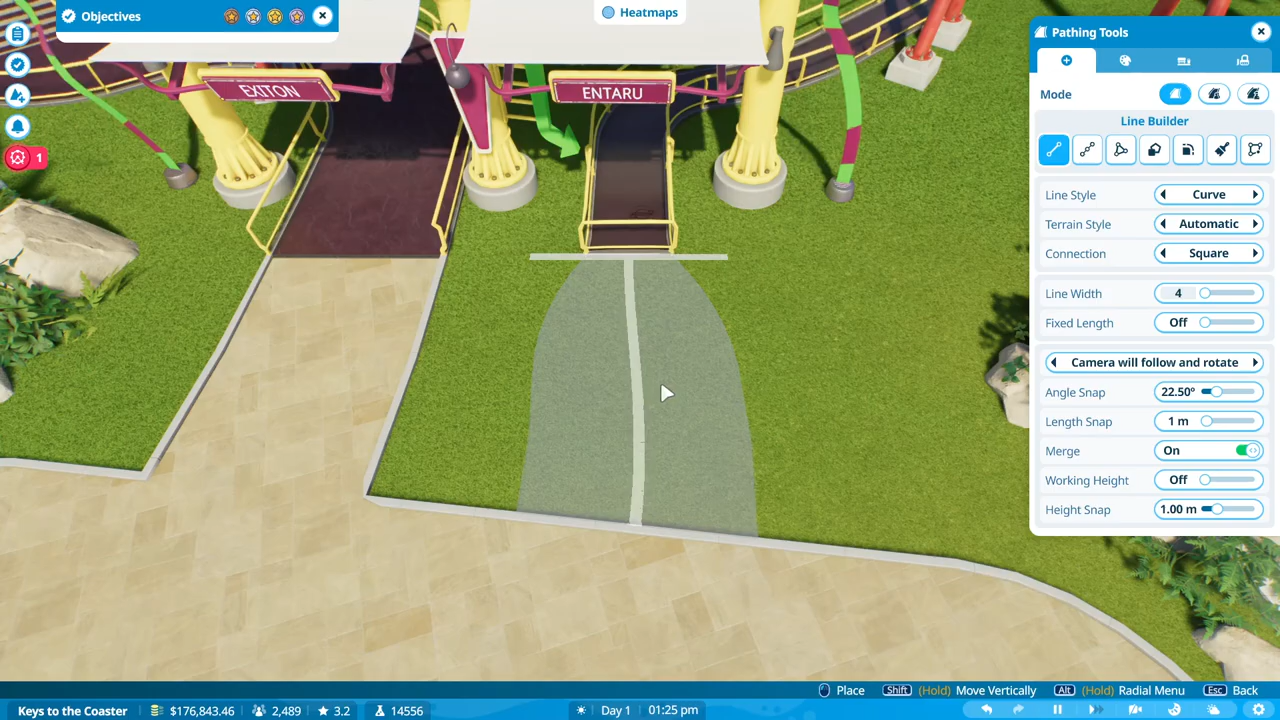 Objectives
Heatmaps
Pathing Tools
EXITON
ENTARU
Mode
Line Builder
Line Style
Curve
Terrain Style
Automatic
Connection
Square
Line Width
4
Fixed Length
Off
Camera will follow and rotate
Angle Snap
22.50º
Length Snap
1 m
Merge
On
Working Height
Off
Height Snap
1.00 m
1
Place
Shift (Hold) Move Vertically
Alt (Hold) Radial Menu
Esc Back
Keys to the Coaster
$176,843.46
2,489
3.2
14556
Day 1
01:25 pm